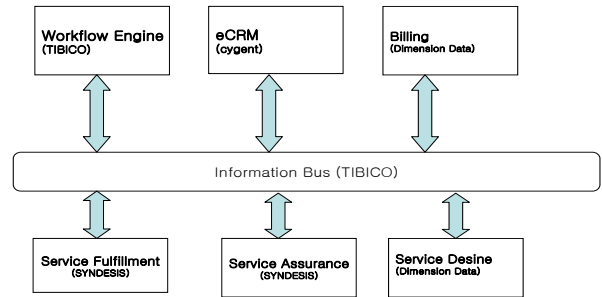 Workflow Engine
(TIBICO)
eCRM
(cygent)
Billing
(Dimension Data)
Information Bus (TIBICO)
Service Fulfillment
(SYNDESIS)
Service Assurance
(SYNDESIS)
Service Desine
(Dimension Data)